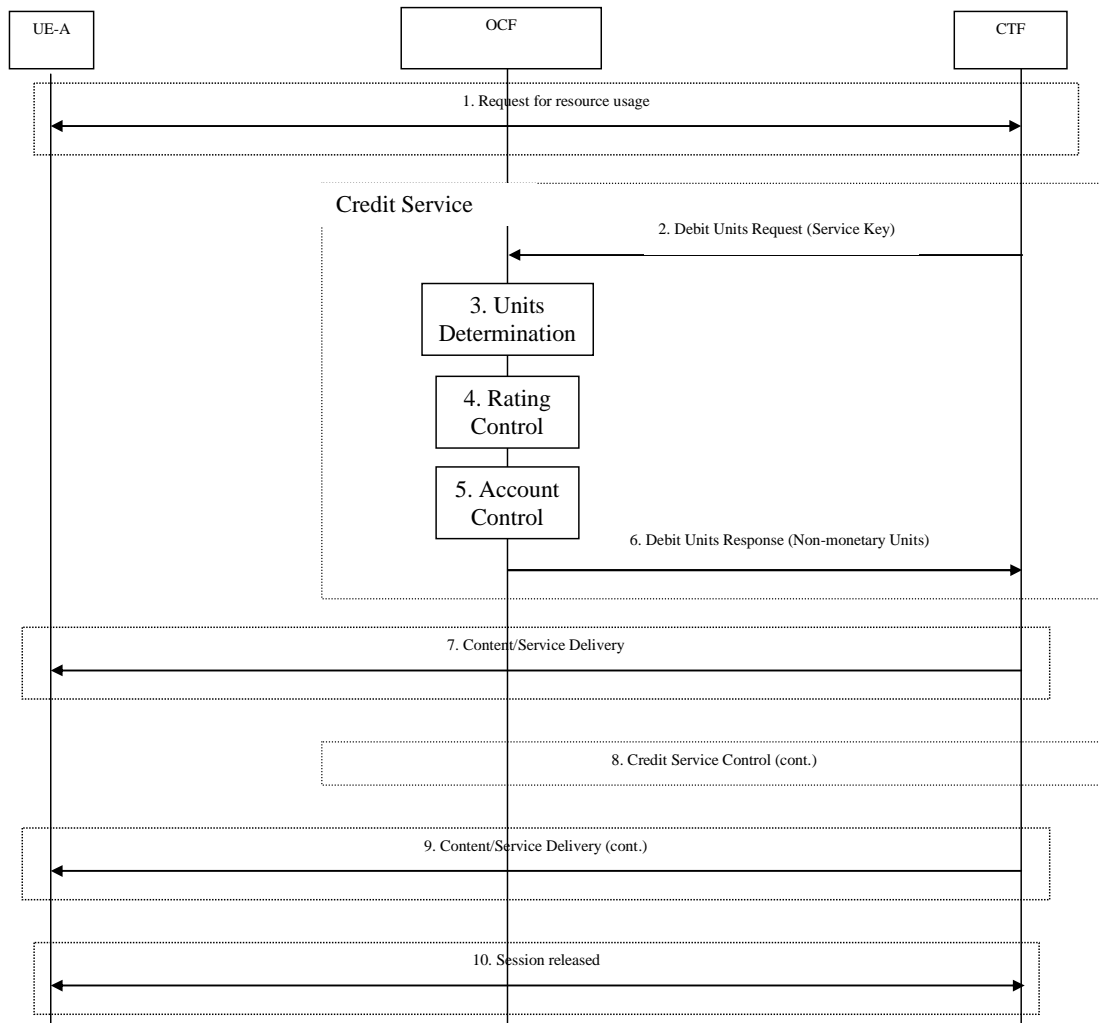 UE-A
OCF
CTF
1. Request for resource usage
Credit Service
2. Debit Units Request (Service Key)
3. Units
Determination
4. Rating
Control
5. Account
Control
6. Debit Units Response (Non-monetary Units)
7. Content/Service Delivery
8. Credit Service Control (cont.)
9. Content/Service Delivery (cont.)
10. Session released